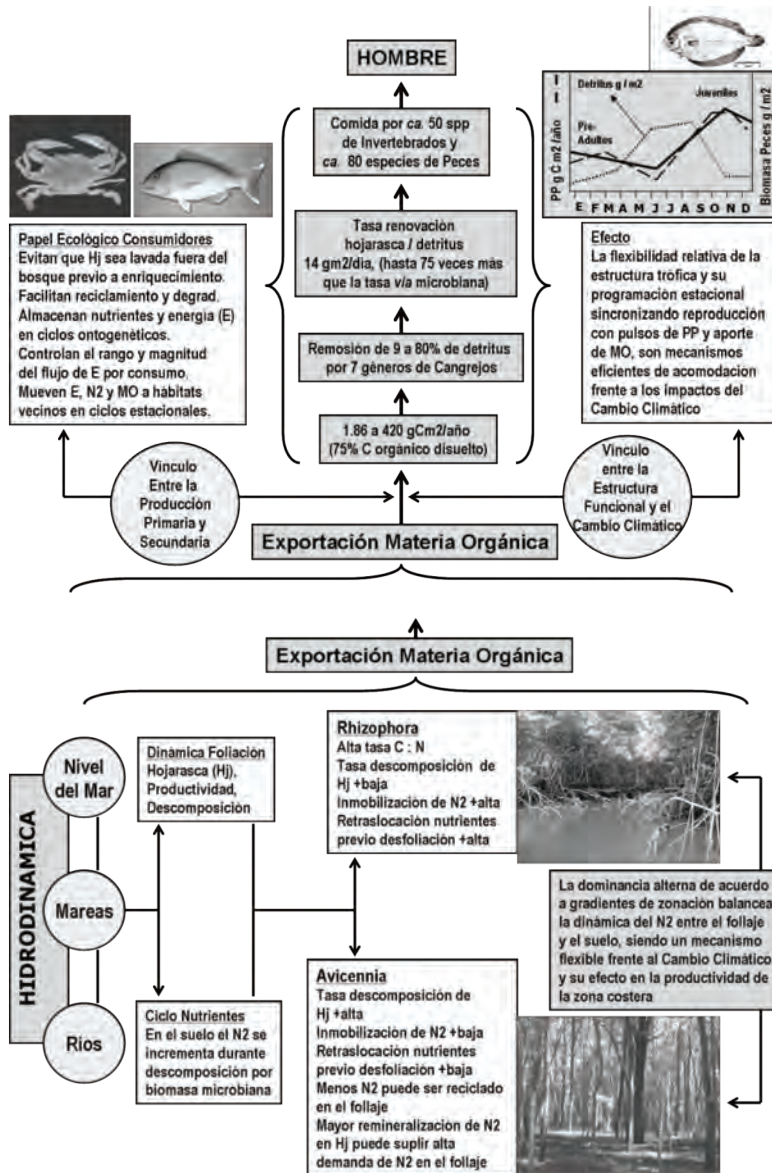 HOMBRE
Comida por ca. 50 spp
de Invertebrados y
ca. 80 especies de Peces
Tasa renovación
hojarasca / detritus
14 gm2/dia, (hasta 75 veces más
que la tasa v/a microbiana)
Remosión de 9 a 80% de detritus
por 7 géneros de Cangrejos
1.86 a 420 gCm2/año
(75% C orgánico disuelto)
Papel Ecológico Consumidores
Evitan que Hj sea lavada fuera del
bosque previo a enriquecimiento.
Facilitan reciclamiento y degrad.
Almacenan nutrientes y energía (E)
en ciclos ontogenéticos.
Controlan el rango y magnitud
del flujo de E por consumo.
Mueven E, N2 y MO a hábitats
vecinos en ciclos estacionales.
PP g C m2 /año
Detritus g / m2
Juveniles
Pre-
Adultos
Biomasa Peces g / m2
E F M A M J J A S O N D
Efecto
La flexibilidad relativa de la
estructura trófica y su
programación estacional
sincronizando reproducción
con pulsos de PP y aporte
de MO, son mecanismos
eficientes de acomodación
frente a los impactos del
Cambio Climático
Vinculo
Entre la
Producción
Primaria y
Secundaria
Vinculo
entre la
Estructura
Funcional y el
Cambio Climático
Exportación Materia Orgánica
Exportación Materia Orgánica
HIDRODINAMICA
Nivel
del Mar
Mareas
Ríos
Dinámica Foliación
Hojarasca (Hj),
Productividad,
Descomposición
Ciclo Nutrientes
En el suelo el N2 se
incrementa durante
descomposición por
biomasa microbiana
Rhizophora
Alta tasa C : N
Tasa descomposición de
Hj +baja
Inmobilización de N2 +alta
Retraslocación nutrientes
previo desfoliación +alta
Avicennia
Tasa descomposición de
Hj +alta
Inmobilización de N2 +baja
Retraslocación nutrientes
previo desfoliación +baja
Menos N2 puede ser reciclado
en el follaje
Mayor remineralización de N2
en Hj puede suplir alta
demanda de N2 en el follaje
La dominancia alterna de acuerdo
a gradientes de zonación balancea
la dinámica del N2 entre el follaje
y el suelo, siendo un mecanismo
flexible frente al Cambio Climático
y su efecto en la productividad de
la zona costera